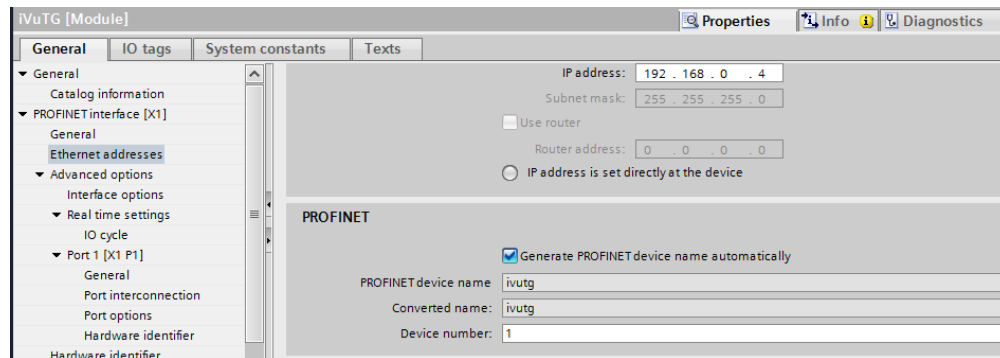 iVuTG [Module]
Properties
Info
Diagnostics
General
IO tags
System constants
Texts
General
Catalog information
PROFINET interface [X1]
General
Ethernet addresses
Advanced options
Interface options
Real time settings
IO cycle
Port 1 [X1 P1]
General
Port interconnection
Port options
Hardware identifier
Hardware identifier
IP address: 192 . 168 . 0 . 4
Subnet mask: 255 . 255 . 255 . 0
Use router
Router address: 0 . 0 . 0 . 0
IP address is set directly at the device
PROFINET
Generate PROFINET device name automatically
PROFINET device name ivutg
Converted name: ivutg
Device number: 1